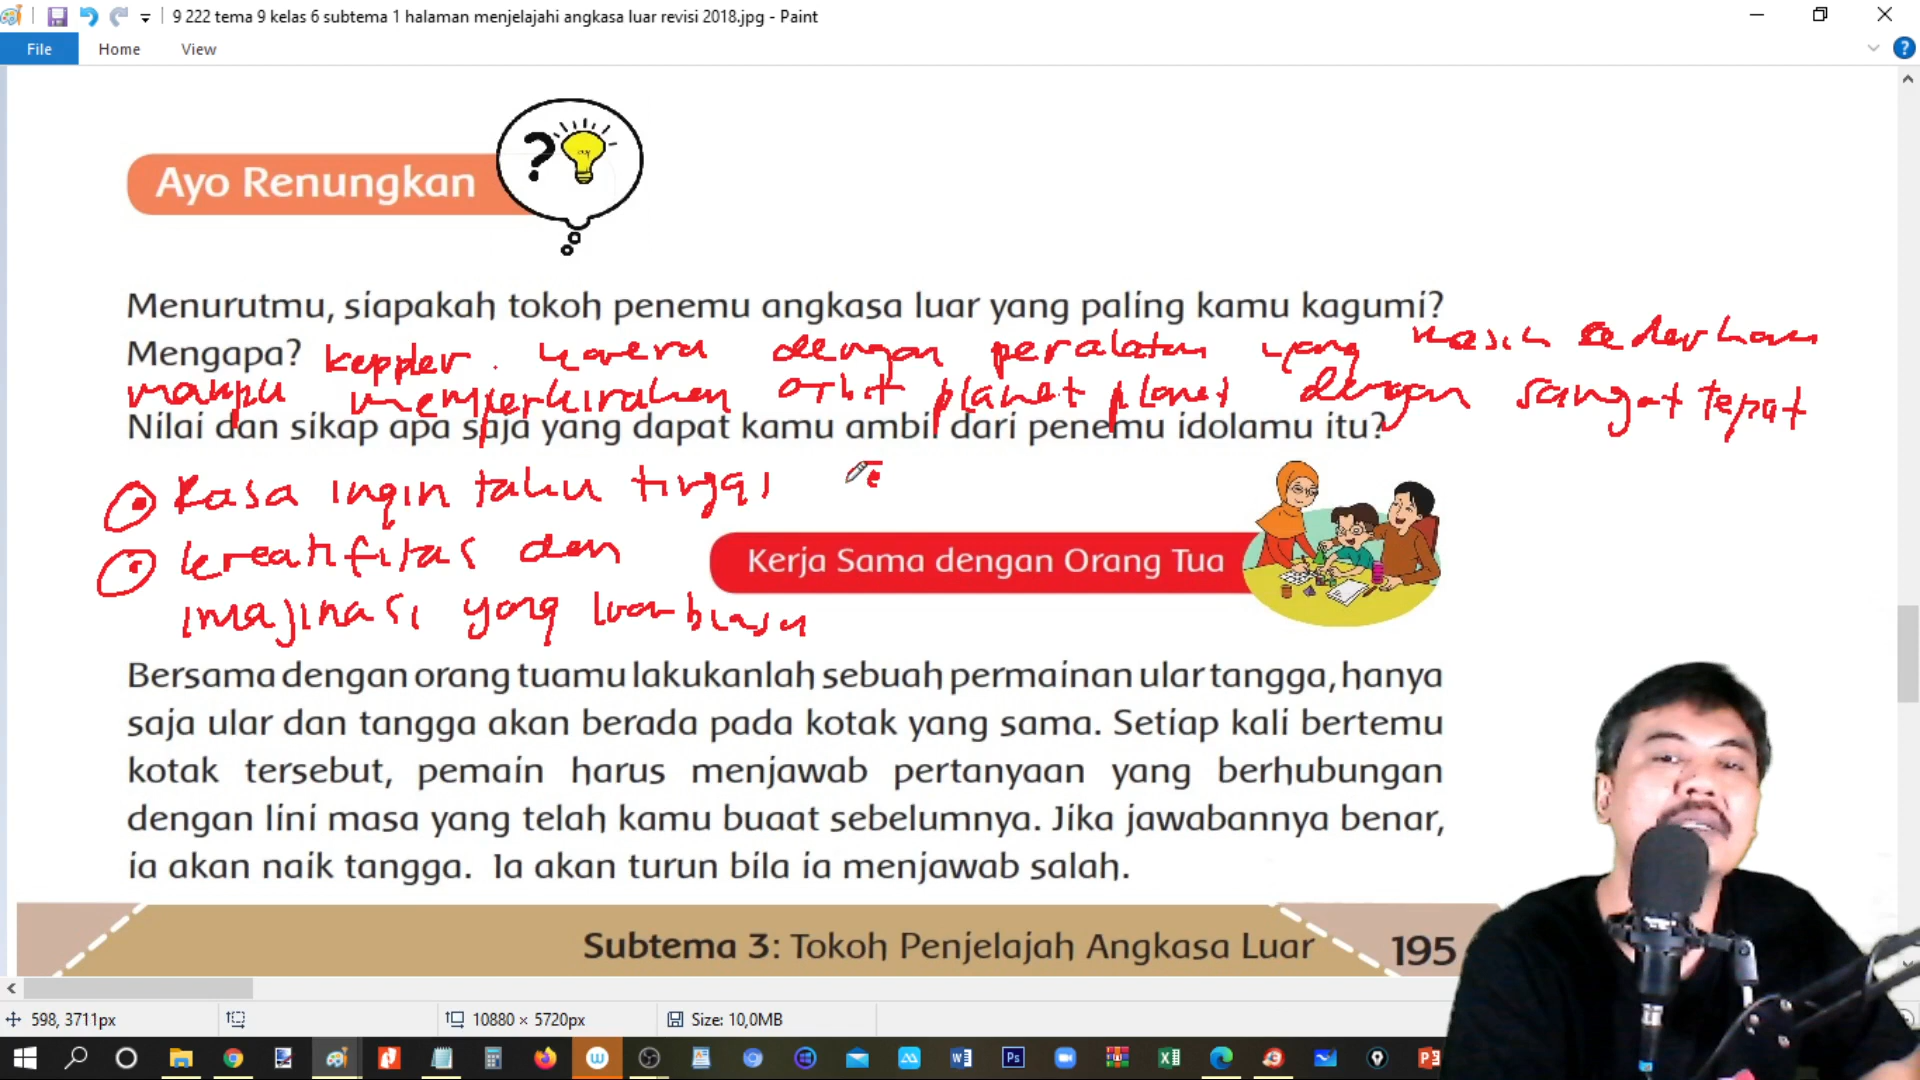 9 222 tema 9 kelas 6 subtema 1 halaman menjelajahi angkasa luar revisi 2018.jpg - Paint
File Home View
Ayo Renungkan
Menurutmu, siapakah tokoh penemu angkasa luar yang paling kamu kagumi?
Mengapa? keppler. karena dengan peralatan yang masih sederhana
mampu memperkirakan orbit planet planet dengan sangat tepat
Nilai dan sikap apa saja yang dapat kamu ambil dari penemu idolamu itu?
Rasa ingin tahu tinggi
kreatifitas dan
imajinasi yang luar biasa
Kerja Sama dengan Orang Tua
Bersama dengan orang tuamu lakukanlah sebuah permainan ular tangga, hanya
saja ular dan tangga akan berada pada kotak yang sama. Setiap kali bertemu
kotak tersebut, pemain harus menjawab pertanyaan yang berhubungan
dengan lini masa yang telah kamu buaat sebelumnya. Jika jawabannya benar,
ia akan naik tangga. Ia akan turun bila ia menjawab salah.
Subtema 3: Tokoh Penjelajah Angkasa Luar 195
598, 3711px 10880 × 5720px Size: 10,0MB